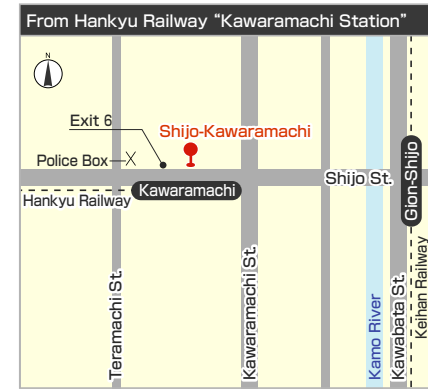 From Hankyu Railway “Kawaramachi Station”
N
Exit 6
Shijo-Kawaramachi
Police Box
Shijo St.
Gion-Shijo
Kawaramachi
Hankyu Railway
Teramachi St.
Kawaramachi St.
Kamo River
Kawabata St.
Keihan Railway